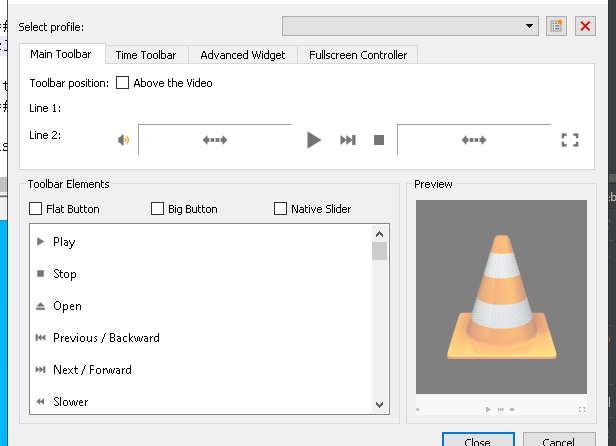 Select profile:
Main Toolbar Time Toolbar Advanced Widget Fullscreen Controller
Toolbar position: Above the Video
Line 1:
Line 2:
Toolbar Elements Preview
Flat Button Big Button Native Slider
Play
Stop
Open
Previous / Backward
Next / Forward
Slower
Close Cancel